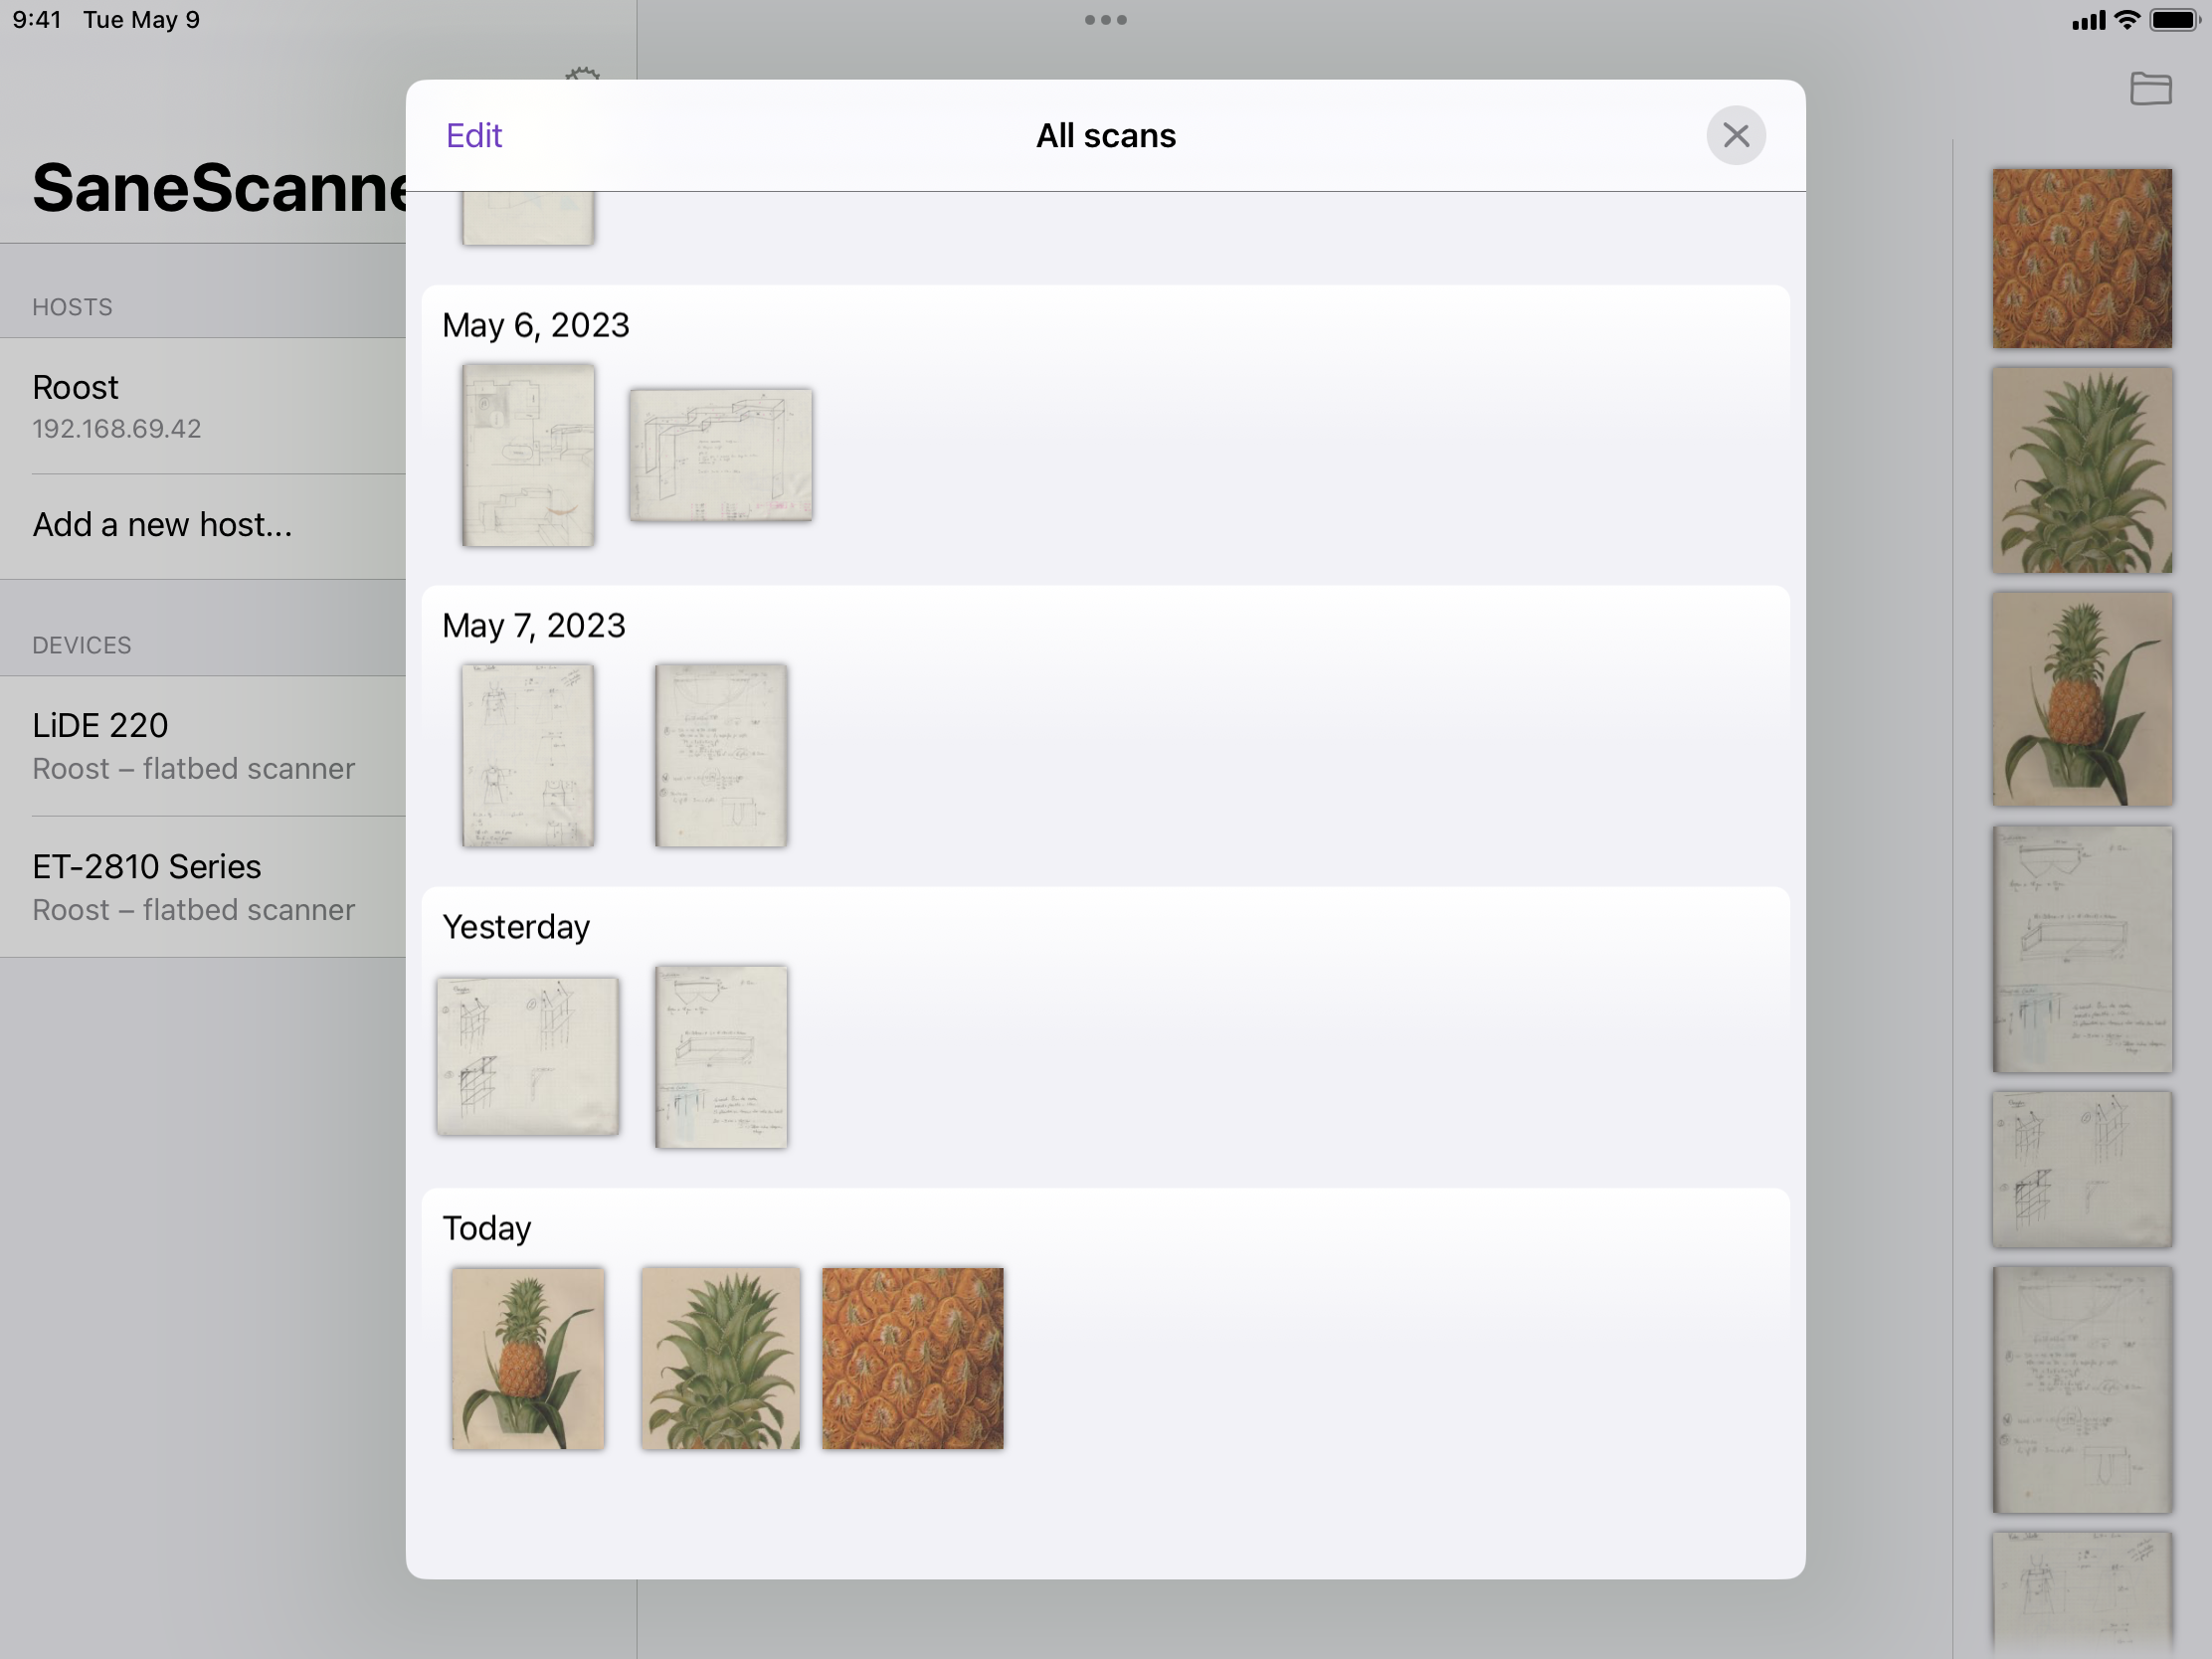 9:41 Tue May 9
SaneScanne
HOSTS
Roost
192.168.69.42
Add a new host...
DEVICES
LiDE 220
Roost – flatbed scanner
ET-2810 Series
Roost – flatbed scanner
Edit
All scans
May 6, 2023
May 7, 2023
Yesterday
Today